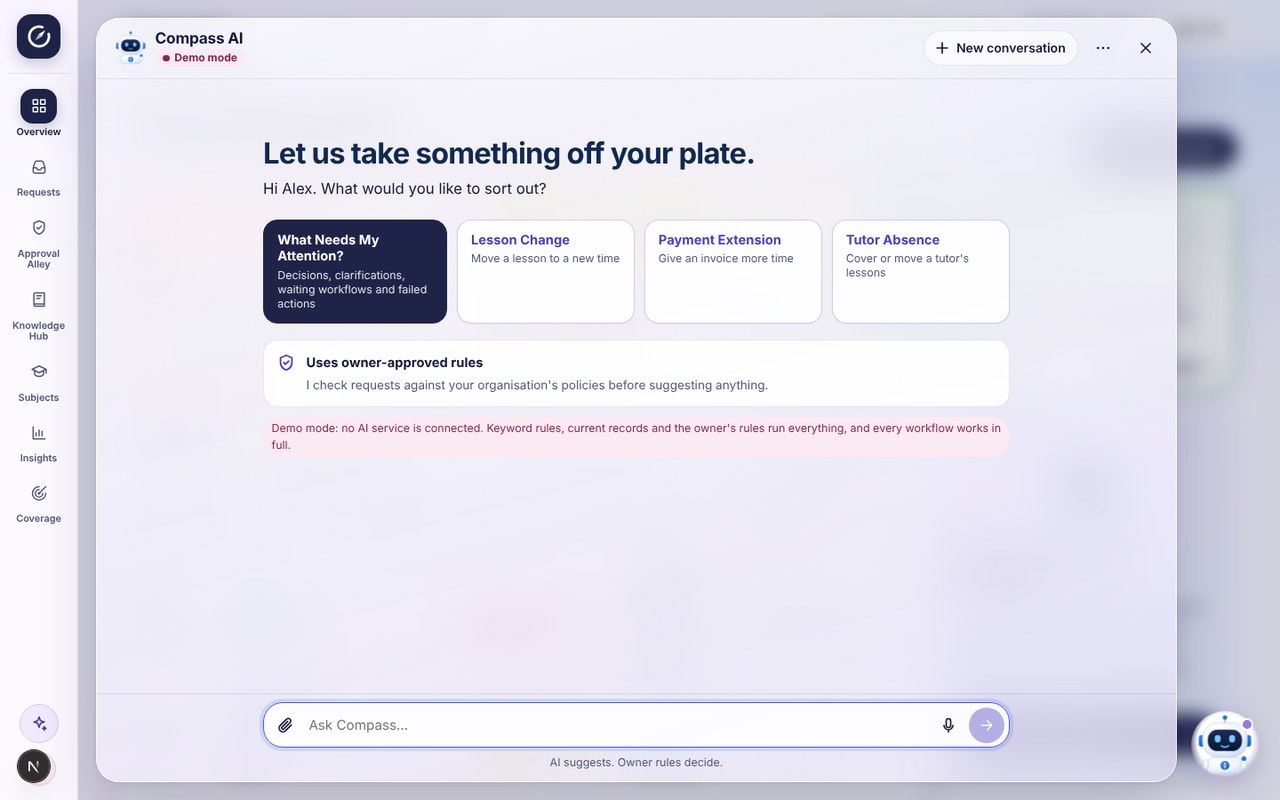 Compass AI
Demo mode
New conversation
Overview
Requests
Approval
Alley
Knowledge
Hub
Subjects
Insights
Coverage
N
Let us take something off your plate.
Hi Alex. What would you like to sort out?
What Needs My
Attention?
Decisions, clarifications,
waiting workflows and failed
actions
Lesson Change
Move a lesson to a new time
Payment Extension
Give an invoice more time
Tutor Absence
Cover or move a tutor's
lessons
Uses owner-approved rules
I check requests against your organisation's policies before suggesting anything.
Demo mode: no AI service is connected. Keyword rules, current records and the owner's rules run everything, and every workflow works in
full.
Ask Compass...
AI suggests. Owner rules decide.